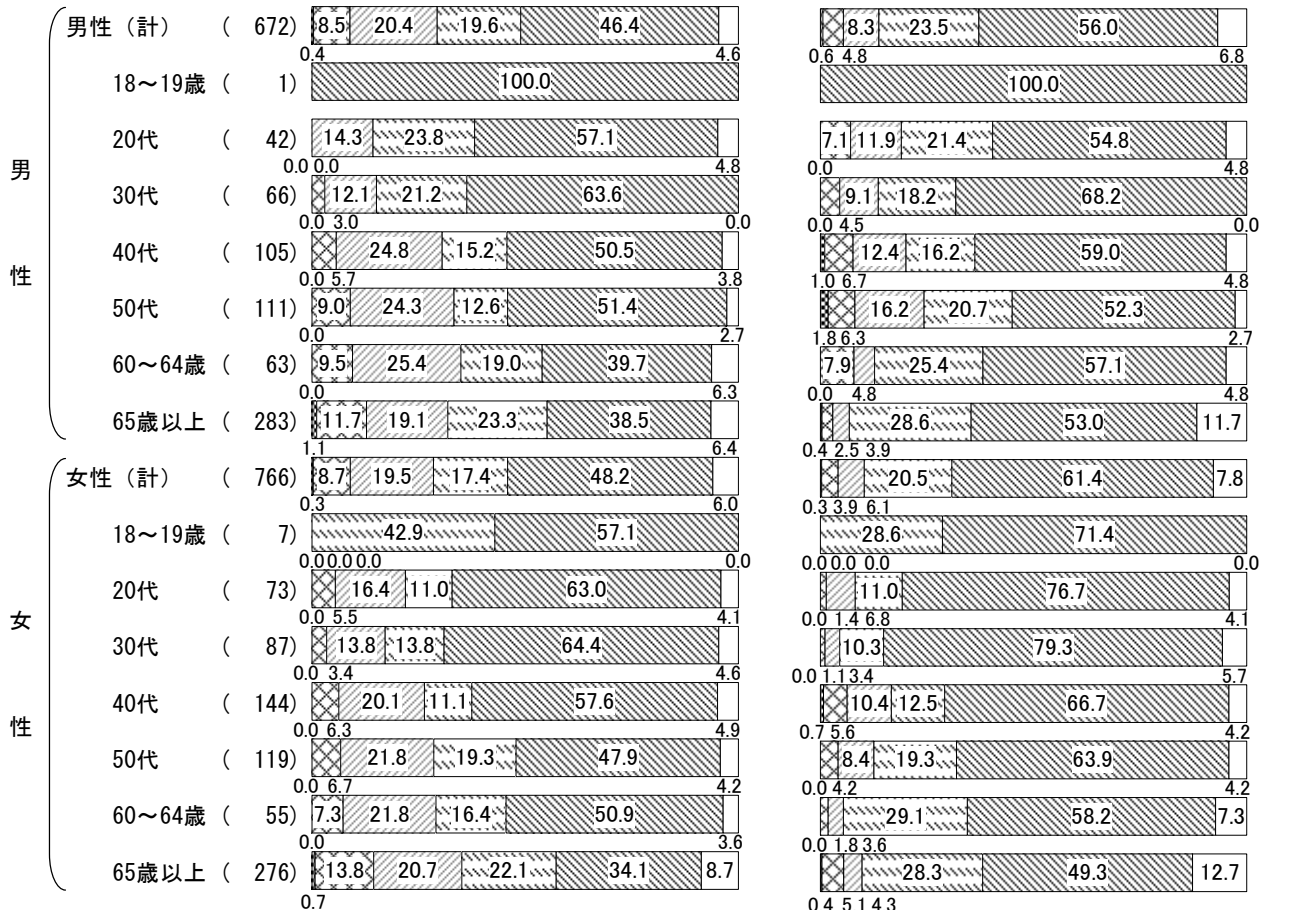 男性（計） （ 672） 8.5 20.4 19.6 46.4 8.3 23.5 56.0
0.4 4.6 0.6 4.8 6.8
18～19歳 （ 1） 100.0 100.0
20代 （ 42） 14.3 23.8 57.1 7.1 11.9 21.4 54.8
0.0 0.0 4.8 0.0 4.8
30代 （ 66） 12.1 21.2 63.6 9.1 18.2 68.2
0.0 3.0 0.0 0.0 4.5 0.0
40代 （ 105） 24.8 15.2 50.5 12.4 16.2 59.0
0.0 5.7 3.8 1.0 6.7 4.8
50代 （ 111） 9.0 24.3 12.6 51.4 16.2 20.7 52.3
0.0 2.7 1.8 6.3 2.7
60～64歳 （ 63） 9.5 25.4 19.0 39.7 7.9 25.4 57.1
0.0 6.3 0.0 4.8 4.8
65歳以上 （ 283） 11.7 19.1 23.3 38.5 28.6 53.0 11.7
1.1 6.4 0.4 2.5 3.9
男性
女性（計） （ 766） 8.7 19.5 17.4 48.2 20.5 61.4 7.8
0.3 6.0 0.3 3.9 6.1
18～19歳 （ 7） 42.9 57.1 28.6 71.4
0.0 0.0 0.0 0.0 0.0 0.0 0.0 0.0
20代 （ 73） 16.4 11.0 63.0 11.0 76.7
0.0 5.5 4.1 0.0 1.4 6.8 4.1
30代 （ 87） 13.8 13.8 64.4 10.3 79.3
0.0 3.4 4.6 0.0 1.1 3.4 5.7
40代 （ 144） 20.1 11.1 57.6 10.4 12.5 66.7
0.0 6.3 4.9 0.7 5.6 4.2
50代 （ 119） 21.8 19.3 47.9 8.4 19.3 63.9
0.0 6.7 4.2 0.0 4.2 4.2
60～64歳 （ 55） 7.3 21.8 16.4 50.9 29.1 58.2 7.3
0.0 3.6 0.0 1.8 3.6
65歳以上 （ 276） 13.8 20.7 22.1 34.1 8.7 28.3 49.3 12.7
0.7 0.4 5.1 4.3
女性